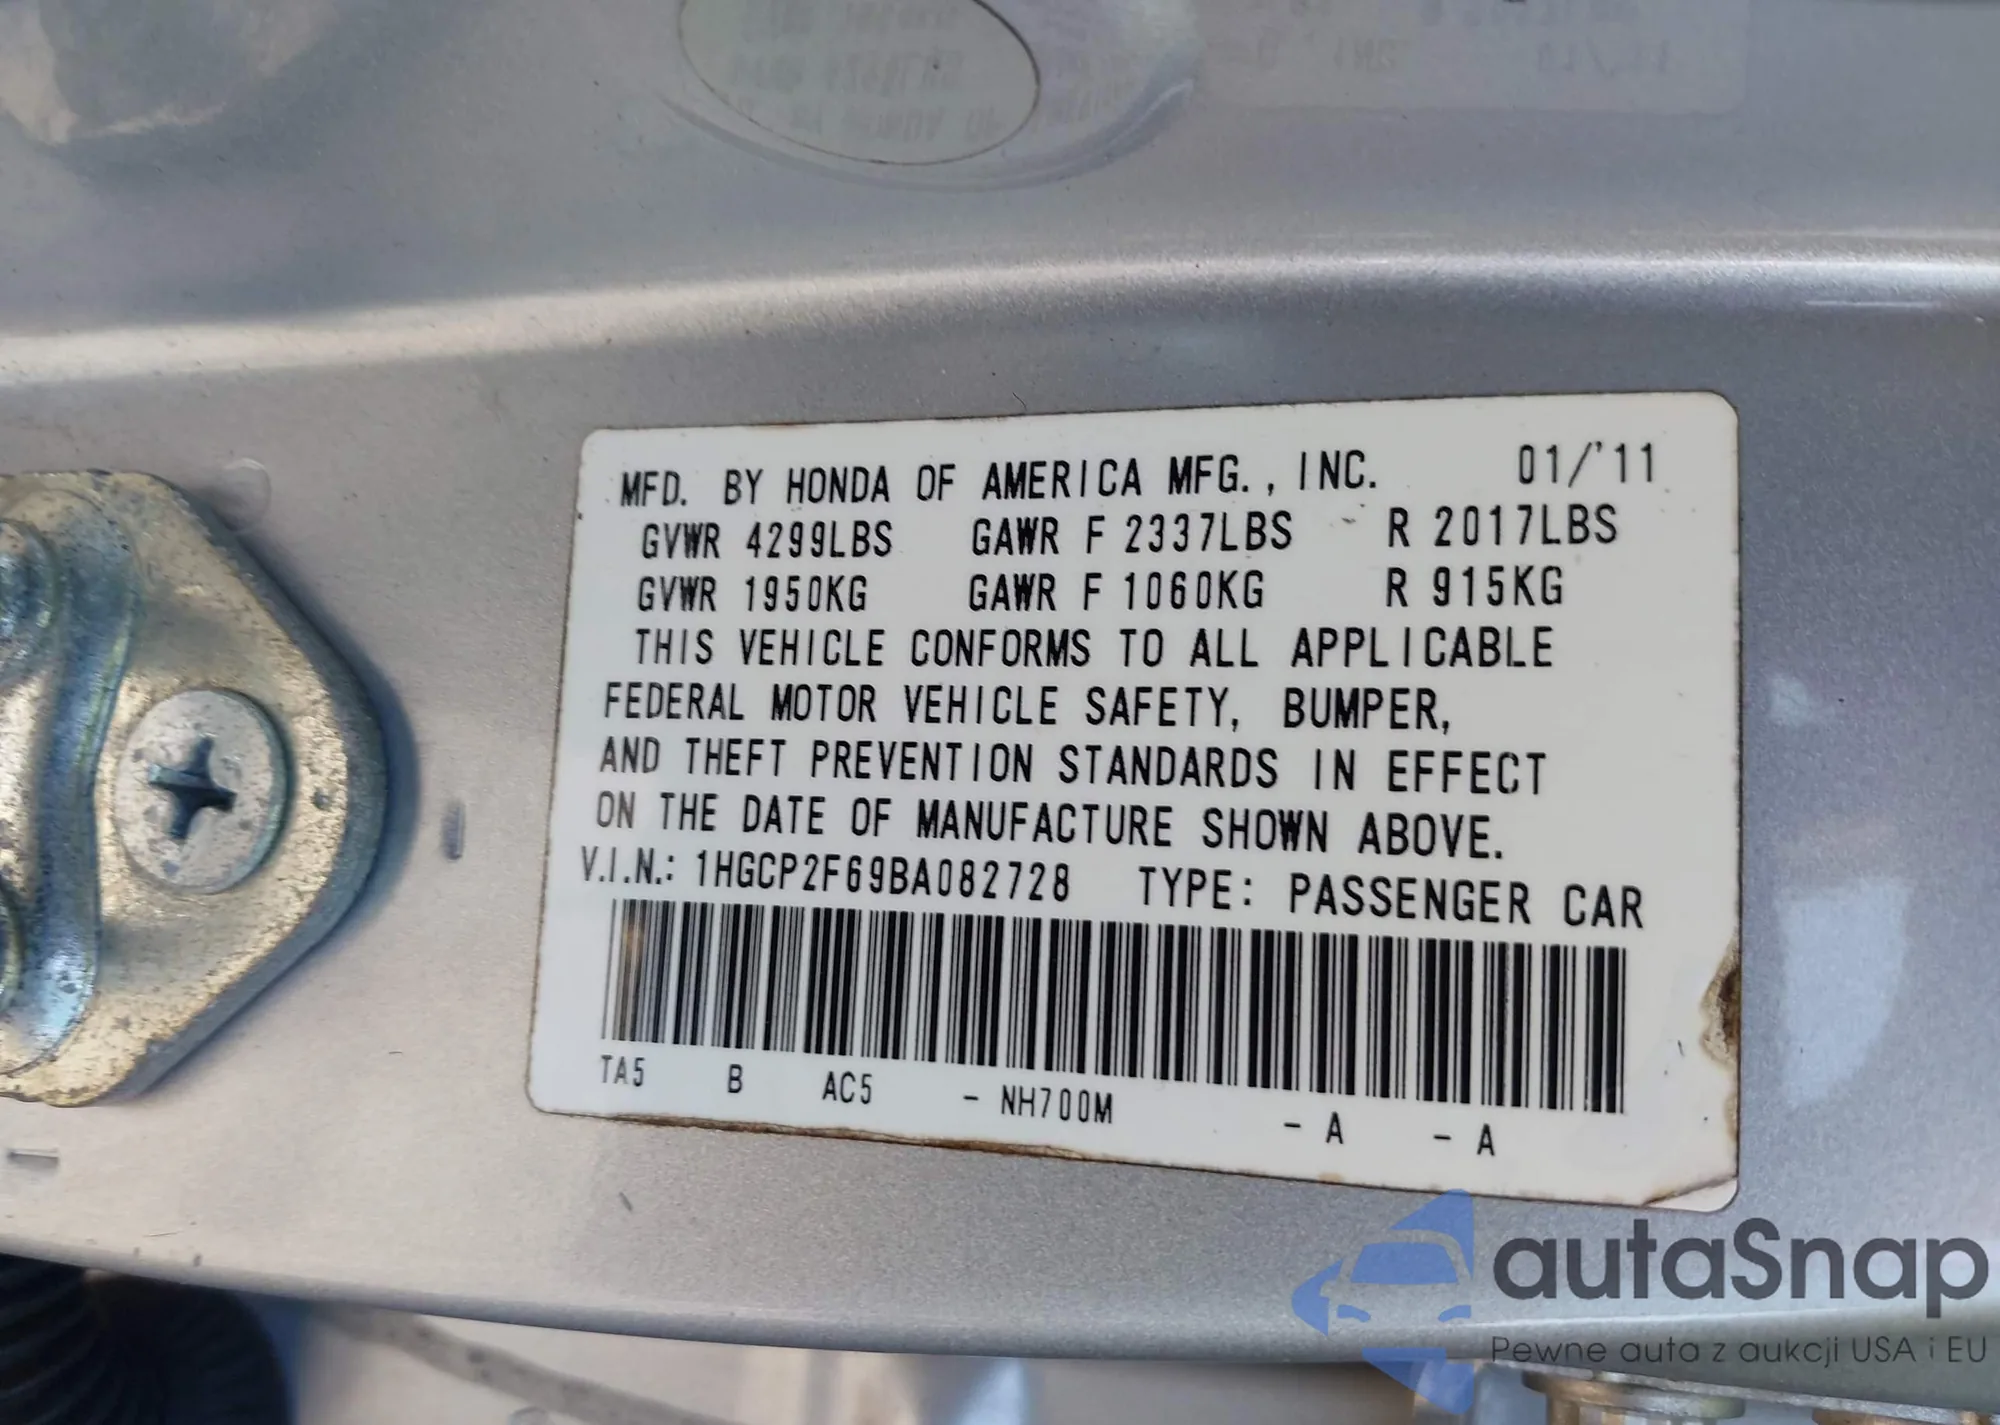 MFD. BY HONDA OF AMERICA MFG., INC. 01/'11
GVWR 4299LBS GAWR F 2337LBS R 2017LBS
GVWR 1950KG GAWR F 1060KG R 915KG
THIS VEHICLE CONFORMS TO ALL APPLICABLE
FEDERAL MOTOR VEHICLE SAFETY, BUMPER,
AND THEFT PREVENTION STANDARDS IN EFFECT
ON THE DATE OF MANUFACTURE SHOWN ABOVE.
V.I.N.: 1HGCP2F69BA082728 TYPE: PASSENGER CAR
TA5 B AC5 - NH700M - A - A
autaSnap
Pewne auta z aukcji USA i EU